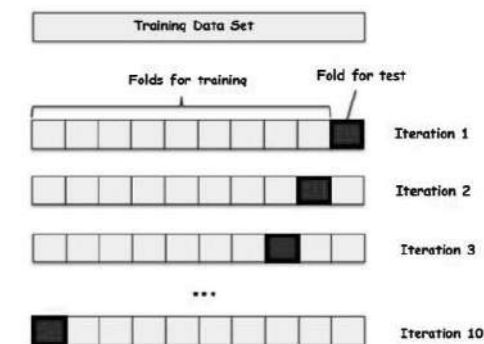 Training Data Set
Folds for training
Fold for test
Iteration 1
Iteration 2
Iteration 3
...
Iteration 10